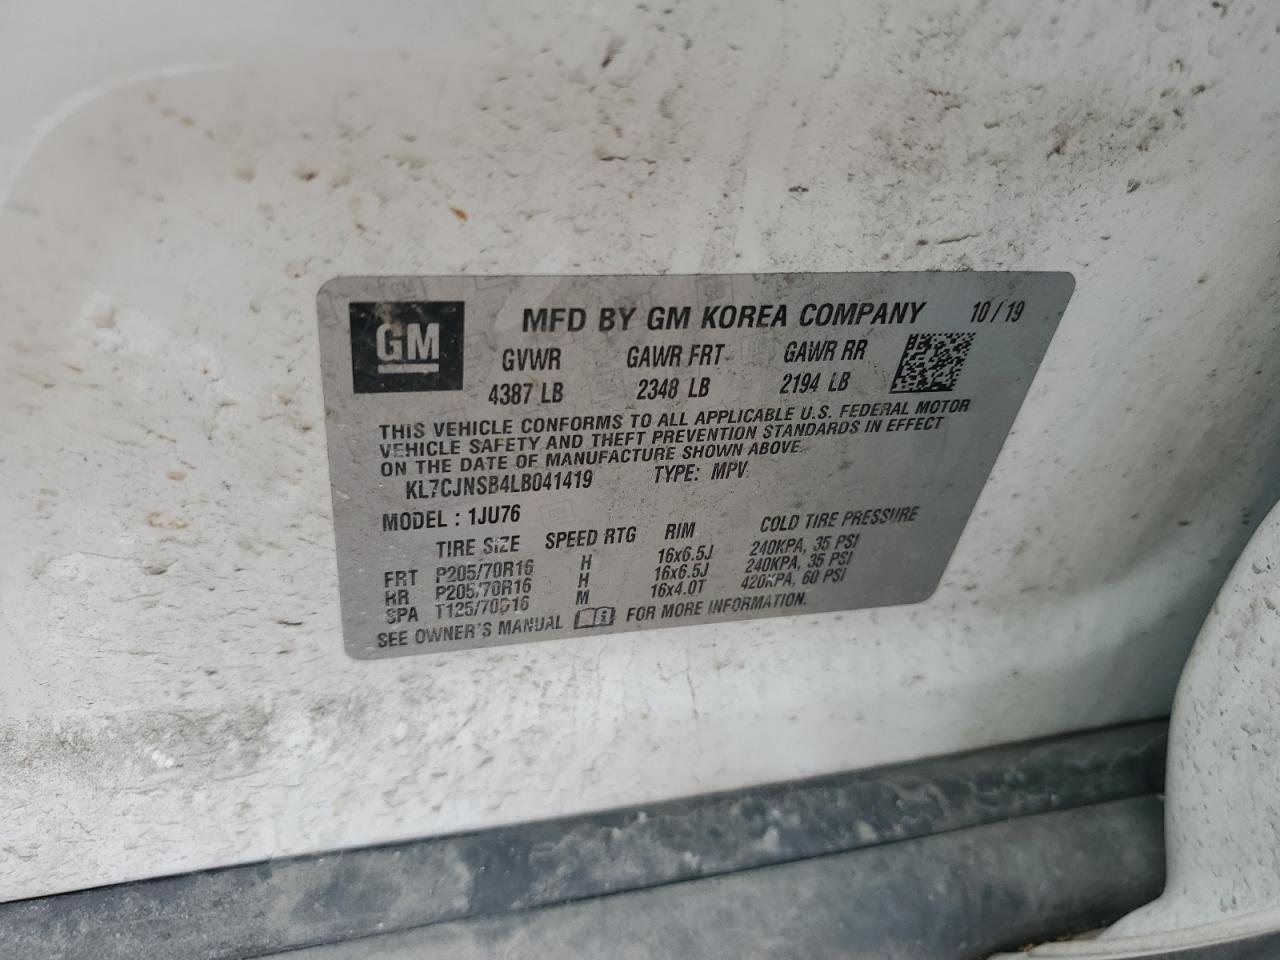 GM
MFD BY GM KOREA COMPANY 10/19
GVWR GAWR FRT GAWR RR
4387 LB 2348 LB 2194 LB
THIS VEHICLE CONFORMS TO ALL APPLICABLE U.S. FEDERAL MOTOR
VEHICLE SAFETY AND THEFT PREVENTION STANDARDS IN EFFECT
ON THE DATE OF MANUFACTURE SHOWN ABOVE.
KL7CJNSB4LB041419 TYPE: MPV
MODEL : 1JU76
TIRE SIZE SPEED RTG RIM COLD TIRE PRESSURE
FRT P205/70R16 H 16x6.5J 240KPA, 35 PSI
RR P205/70R16 H 16x6.5J 240KPA, 35 PSI
SPA T125/70D16 M 16x4.0T 420KPA, 60 PSI
SEE OWNER'S MANUAL FOR MORE INFORMATION.